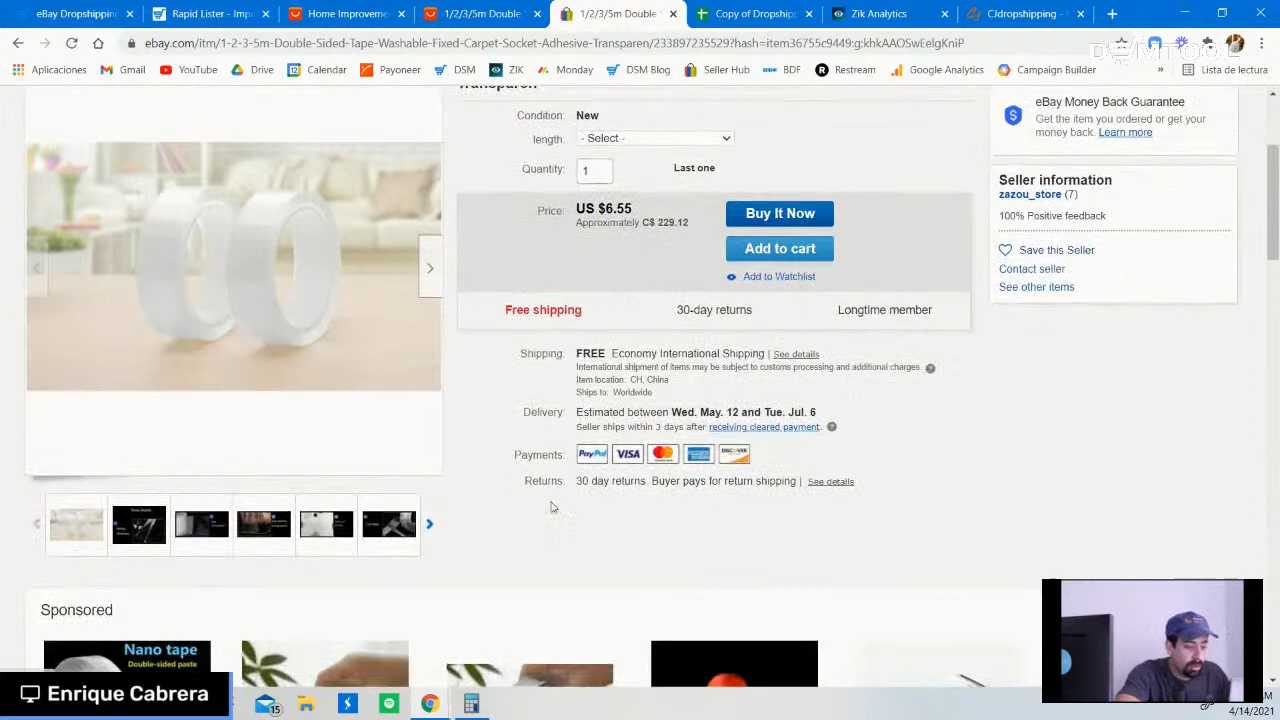 eBay Dropshippin
Rapid Lister - Impo
Home Improveme
1/2/3/5m Double
1/2/3/5m Double
Copy of Dropshipp
Zik Analytics
CJdropshipping -
ebay.com/itm/1-2-3-5m-Double-Sided-Tape-Washable-Fixed-Carpet-Socket-Adhesive-Transparen/233897235529?hash=item36755c9449:g:khkAAOSwEelgKniP
Aplicaciones
Gmail
YouTube
Drive
Calendar
Payoneer
DSM
ZIK
Monday
DSM Blog
Seller Hub
BDF
Restream
Google Analytics
Campaign Builder
»
Lista de lectura
Transparen
Condition: New
length: - Select -
Quantity: 1 Last one
Price: US $6.55
Approximately C$ 229.12
Buy It Now
Add to cart
Add to Watchlist
Free shipping 30-day returns Longtime member
Shipping: FREE Economy International Shipping | See details
International shipment of items may be subject to customs processing and additional charges.
Item location: CH, China
Ships to: Worldwide
Delivery: Estimated between Wed. May. 12 and Tue. Jul. 6
Seller ships within 3 days after receiving cleared payment.
Payments: PayPal VISA DISCOVER
Returns: 30 day returns. Buyer pays for return shipping | See details
eBay Money Back Guarantee
Get the item you ordered or get your
money back. Learn more
Seller information
zazou_store (7)
100% Positive feedback
Save this Seller
Contact seller
See other items
Sponsored
Nano tape
Double-sided paste
Enrique Cabrera
15
AM
4/14/2021